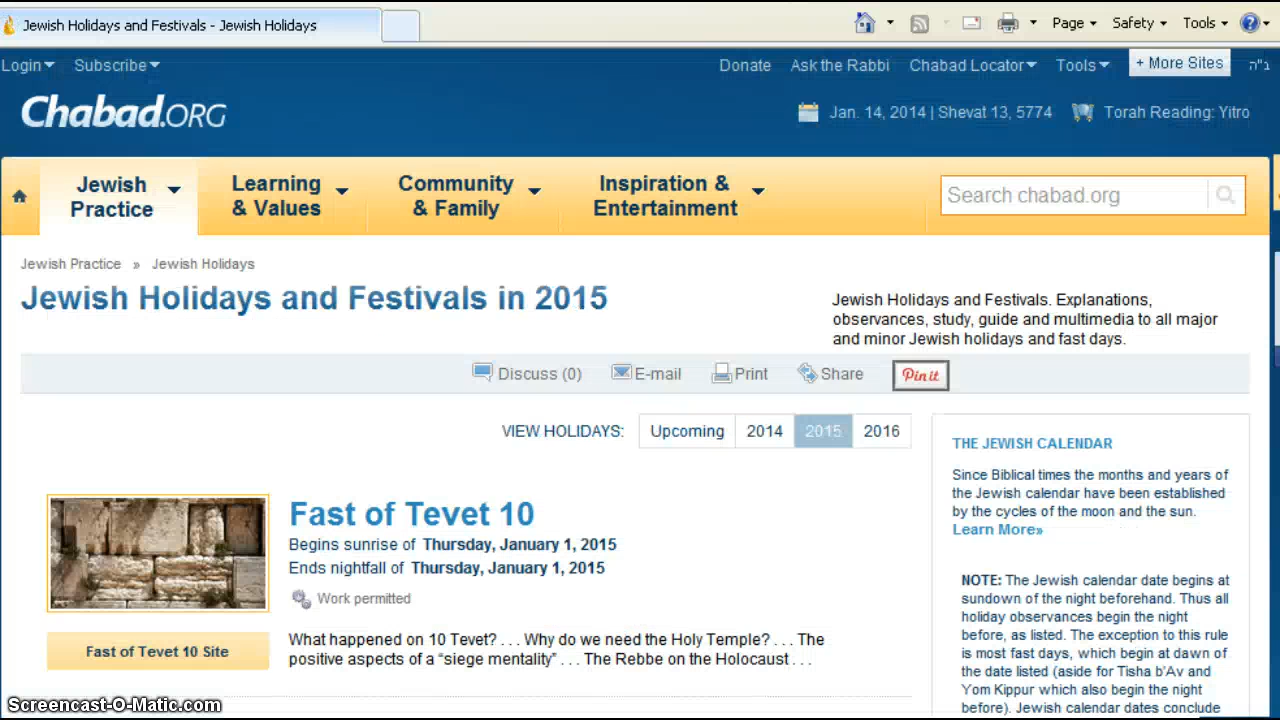 Jewish Holidays and Festivals - Jewish Holidays
Page Safety Tools
Login Subscribe
Donate Ask the Rabbi Chabad Locator Tools + More Sites ב"ה
Chabad.ORG
Jan. 14, 2014 | Shevat 13, 5774 Torah Reading: Yitro
Jewish Practice
Learning & Values
Community & Family
Inspiration & Entertainment
Search chabad.org
Jewish Practice » Jewish Holidays
Jewish Holidays and Festivals in 2015
Jewish Holidays and Festivals. Explanations,
observances, study, guide and multimedia to all major
and minor Jewish holidays and fast days.
Discuss (0) E-mail Print Share Pin it
VIEW HOLIDAYS: Upcoming 2014 2015 2016
Fast of Tevet 10
Begins sunrise of Thursday, January 1, 2015
Ends nightfall of Thursday, January 1, 2015
Work permitted
Fast of Tevet 10 Site
What happened on 10 Tevet? . . . Why do we need the Holy Temple? . . . The
positive aspects of a “siege mentality” . . . The Rebbe on the Holocaust . . .
THE JEWISH CALENDAR
Since Biblical times the months and years of
the Jewish calendar have been established
by the cycles of the moon and the sun.
Learn More»
NOTE: The Jewish calendar date begins at
sundown of the night beforehand. Thus all
holiday observances begin the night
before, as listed. The exception to this rule
is most fast days, which begin at dawn of
the date listed (aside for Tisha b'Av and
Yom Kippur which also begin the night
before). Jewish calendar dates conclude
Screencast-O-Matic.com